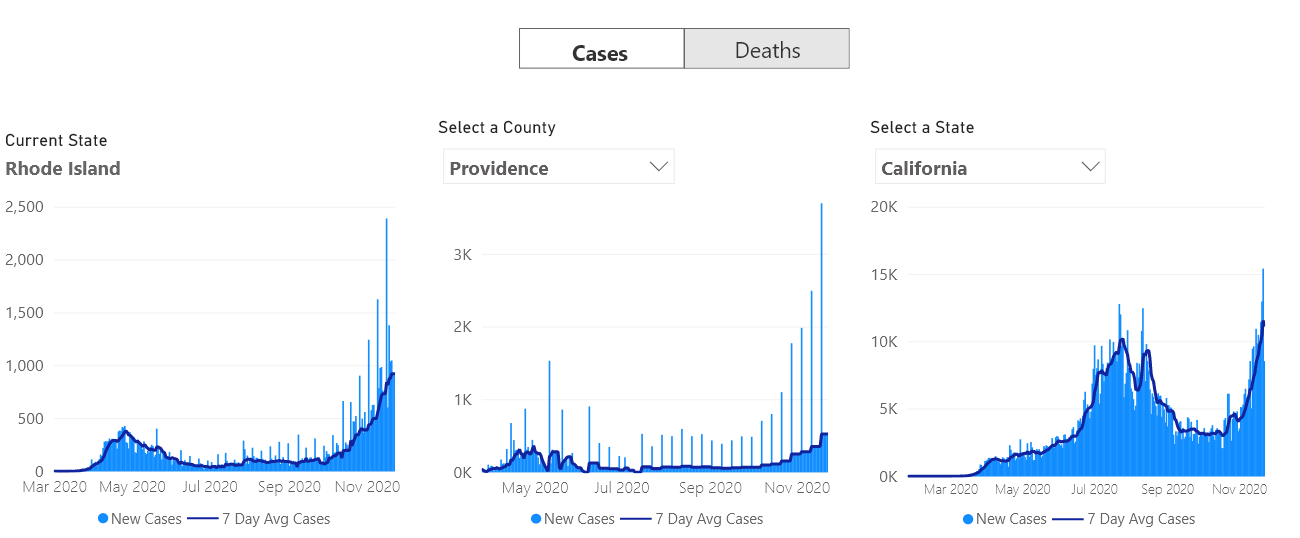 Cases Deaths
Current State
Rhode Island
2,500
2,000
1,500
1,000
500
0
Mar 2020 May 2020 Jul 2020 Sep 2020 Nov 2020
New Cases 7 Day Avg Cases
Select a County
Providence
3K
2K
1K
0K
May 2020 Jul 2020 Sep 2020 Nov 2020
New Cases 7 Day Avg Cases
Select a State
California
20K
15K
10K
5K
0K
Mar 2020 May 2020 Jul 2020 Sep 2020 Nov 2020
New Cases 7 Day Avg Cases